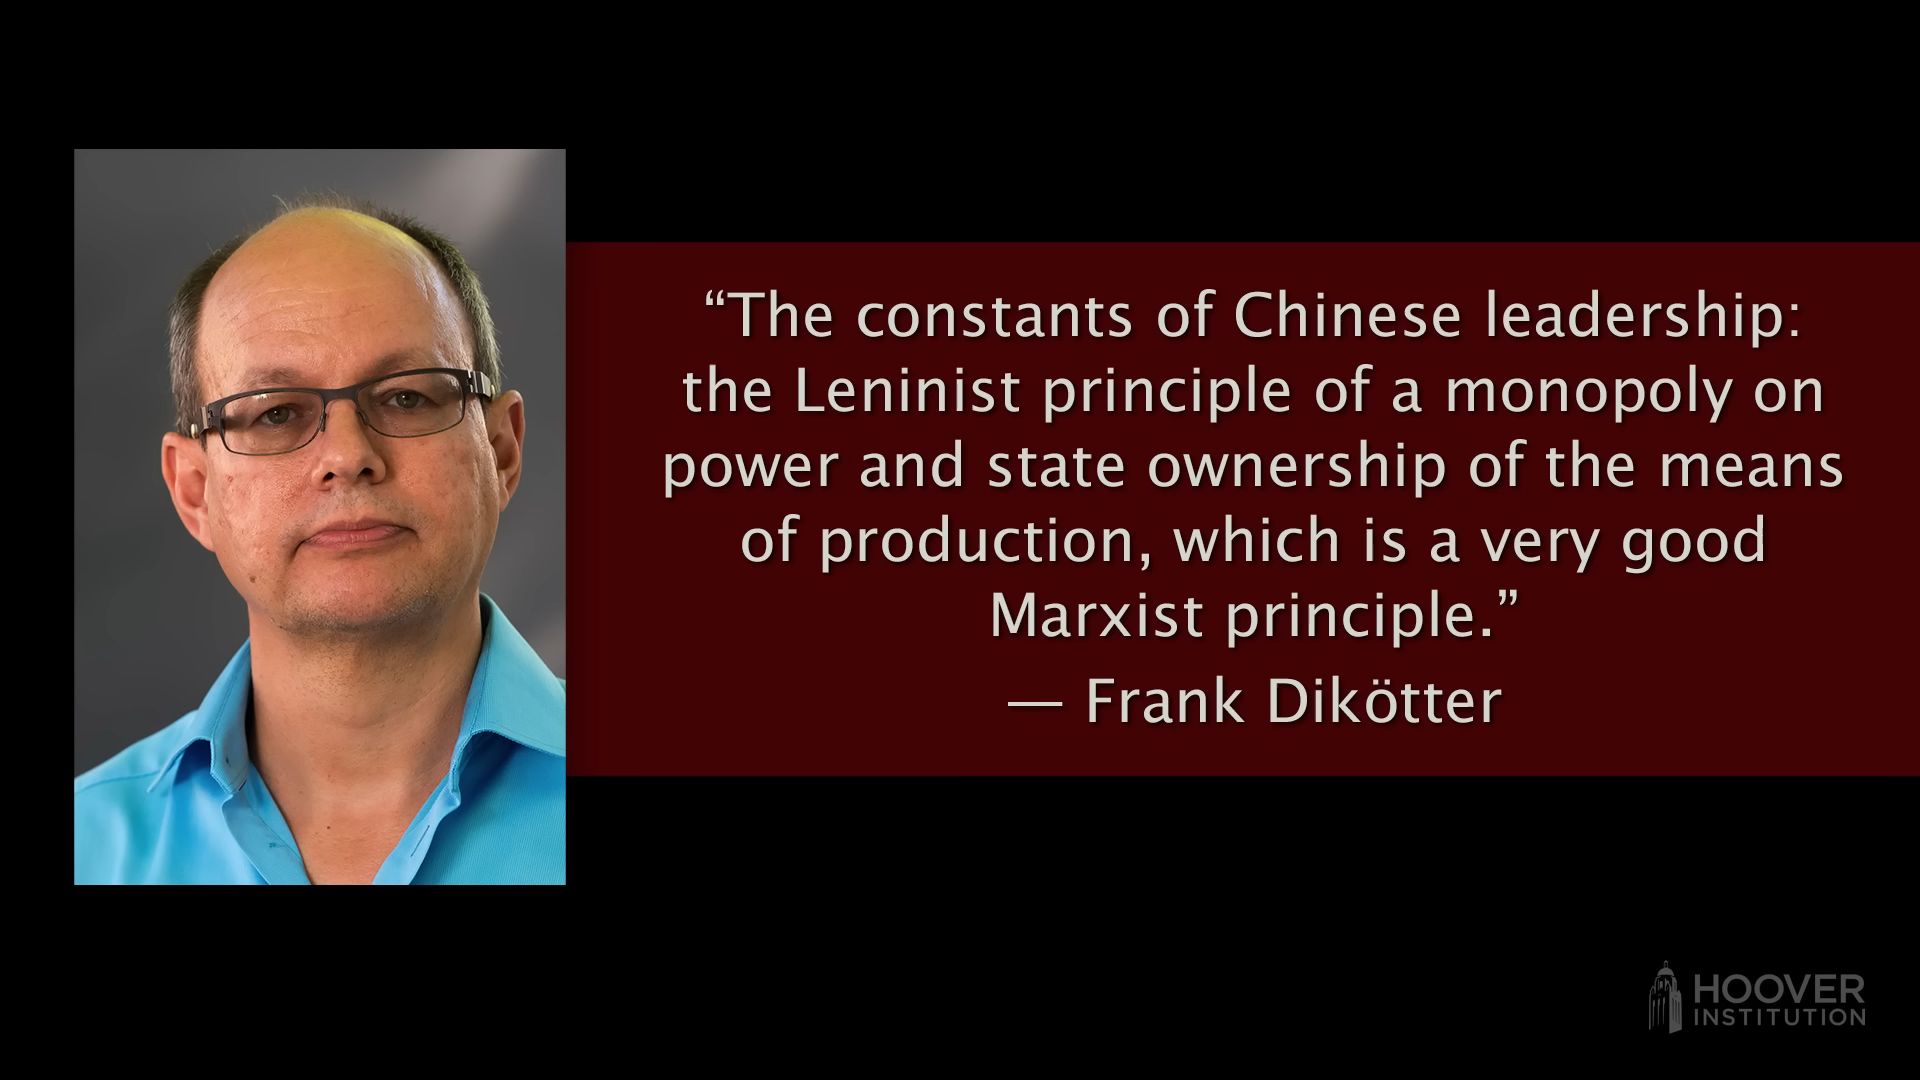 “The constants of Chinese leadership:
the Leninist principle of a monopoly on
power and state ownership of the means
of production, which is a very good
Marxist principle.”
— Frank Dikötter
HOOVER
INSTITUTION